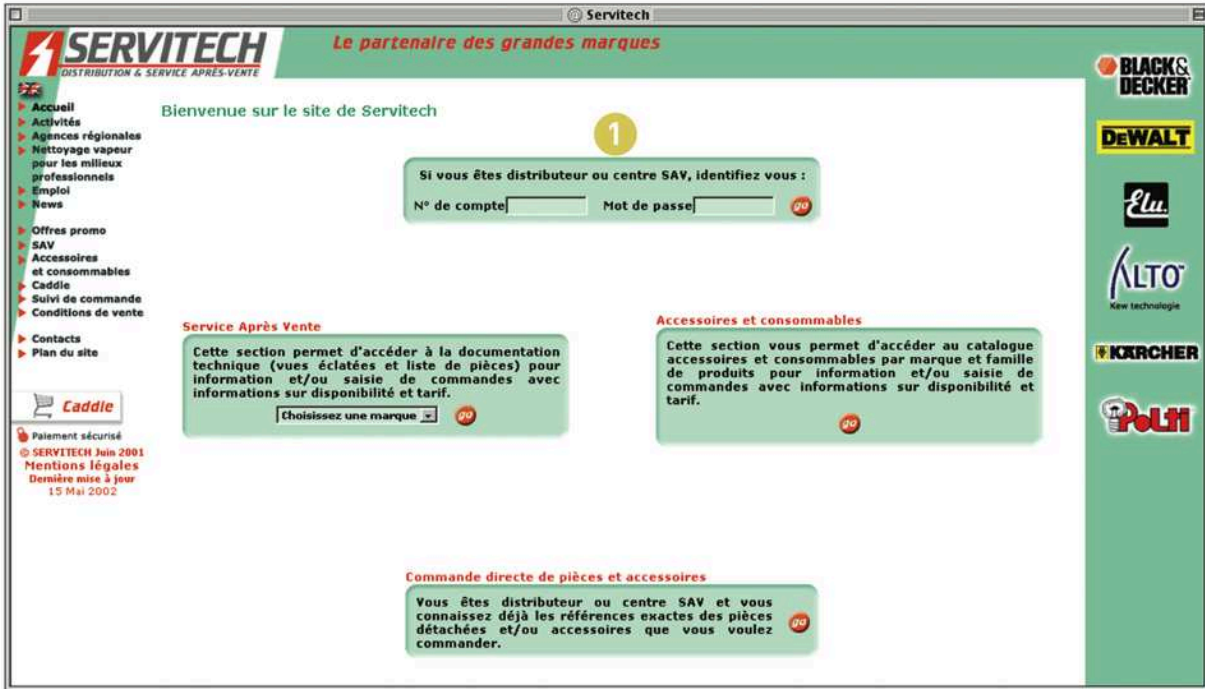 @ Servitech
SERVITECH
DISTRIBUTION & SERVICE APRÈS-VENTE
Le partenaire des grandes marques
Accueil
Activités
Agences régionales
Nettoyage vapeur
pour les milieux
professionnels
Emploi
News
Offres promo
SAV
Accessoires
et consommables
Caddie
Suivi de commande
Conditions de vente
Contacts
Plan du site
Caddie
Paiement sécurisé
© SERVITECH Juin 2001
Mentions légales
Dernière mise à jour
15 Mai 2002
Bienvenue sur le site de Servitech
1
Si vous êtes distributeur ou centre SAV, identifiez vous :
N° de compte Mot de passe go
Service Après Vente
Cette section permet d'accéder à la documentation
technique (vues éclatées et liste de pièces) pour
information et/ou saisie de commandes avec
informations sur disponibilité et tarif.
Choisissez une marque go
Accessoires et consommables
Cette section vous permet d'accéder au catalogue
accessoires et consommables par marque et famille
de produits pour information et/ou saisie de
commandes avec informations sur disponibilité et
tarif.
go
Commande directe de pièces et accessoires
Vous êtes distributeur ou centre SAV et vous
connaissez déjà les références exactes des pièces
détachées et/ou accessoires que vous voulez
commander.
go
BLACK&
DECKER
DEWALT
Elu.
ALTO™
Kew technologie
KÄRCHER
Polti